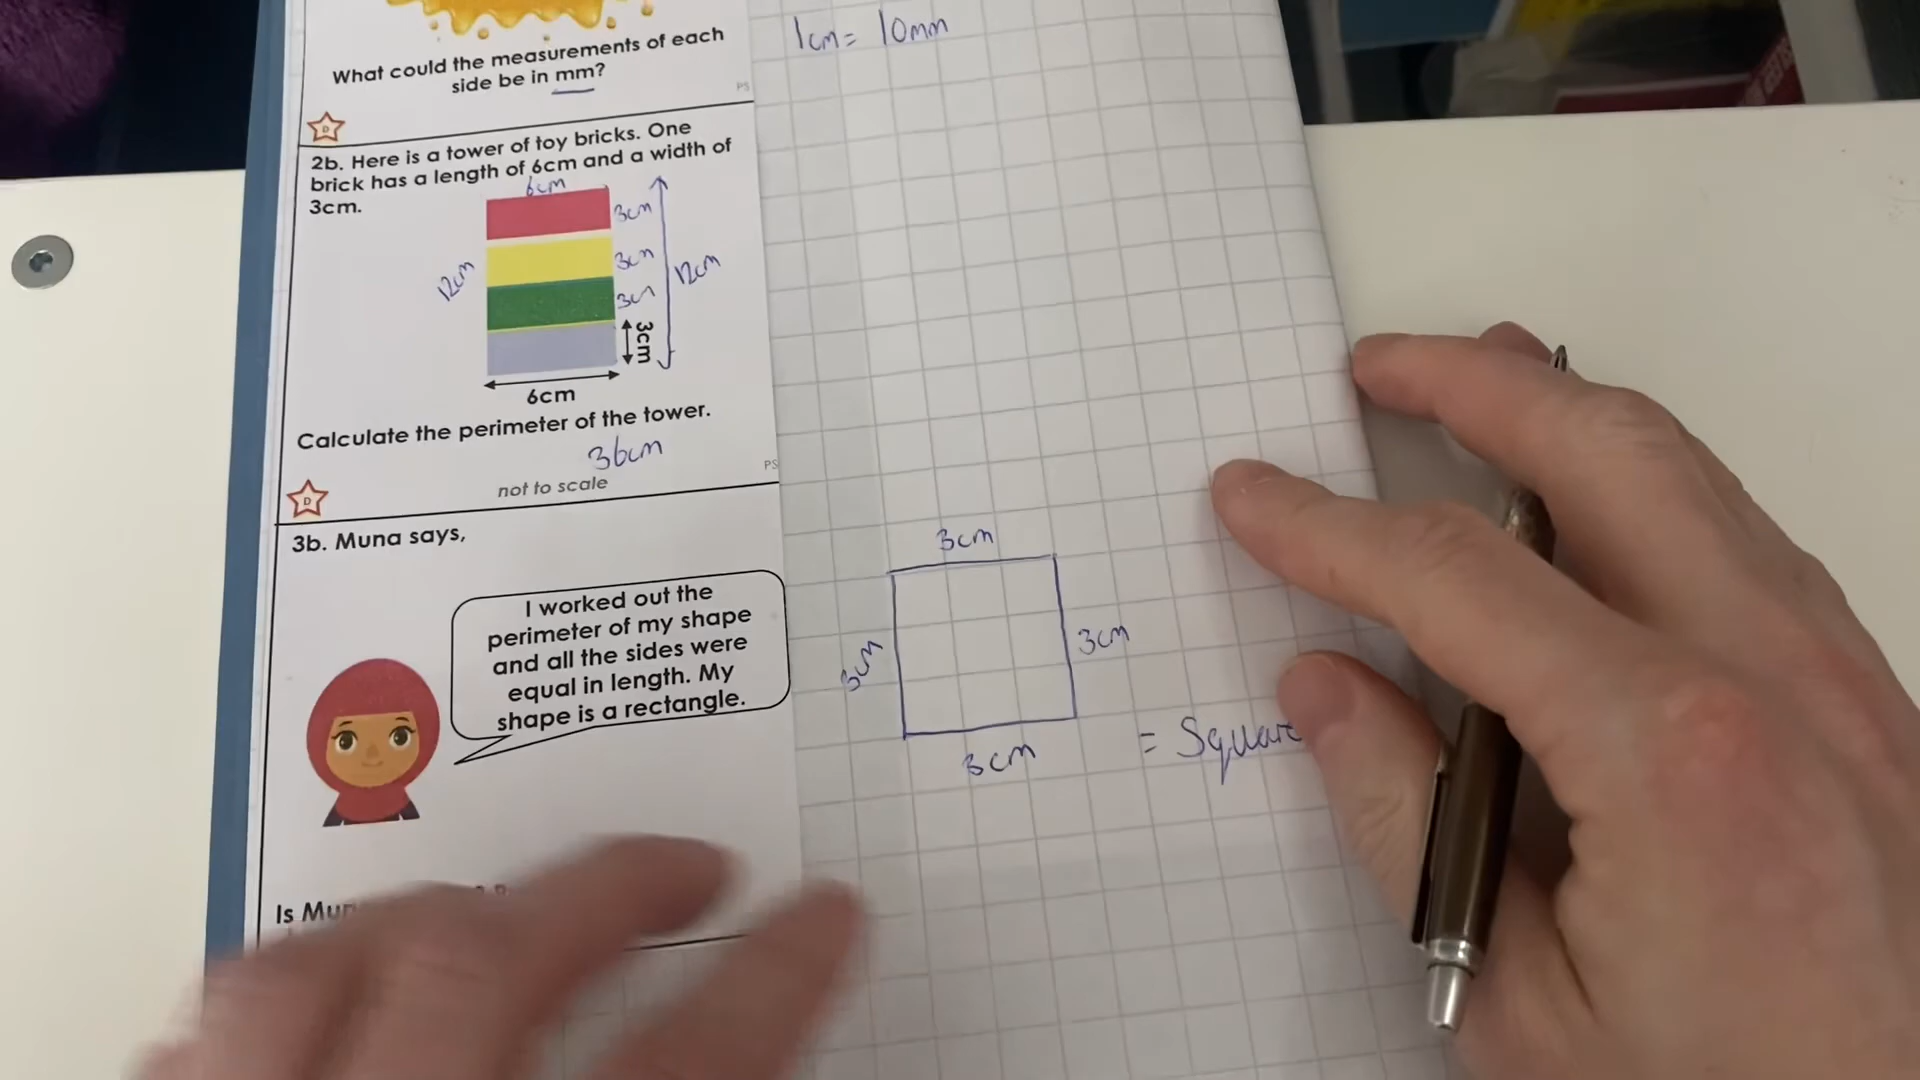 1cm = 10mm
What could the measurements of each
side be in mm?
PS
D
2b. Here is a tower of toy bricks. One
brick has a length of 6cm and a width of
3cm.
6cm
3cm
3cm
12cm
12cm
3cm
3cm
6cm
Calculate the perimeter of the tower.
36cm
PS
not to scale
D
3b. Muna says,
3cm
I worked out the
perimeter of my shape
and all the sides were
equal in length. My
shape is a rectangle.
3cm
3cm
3cm
= Square
Is